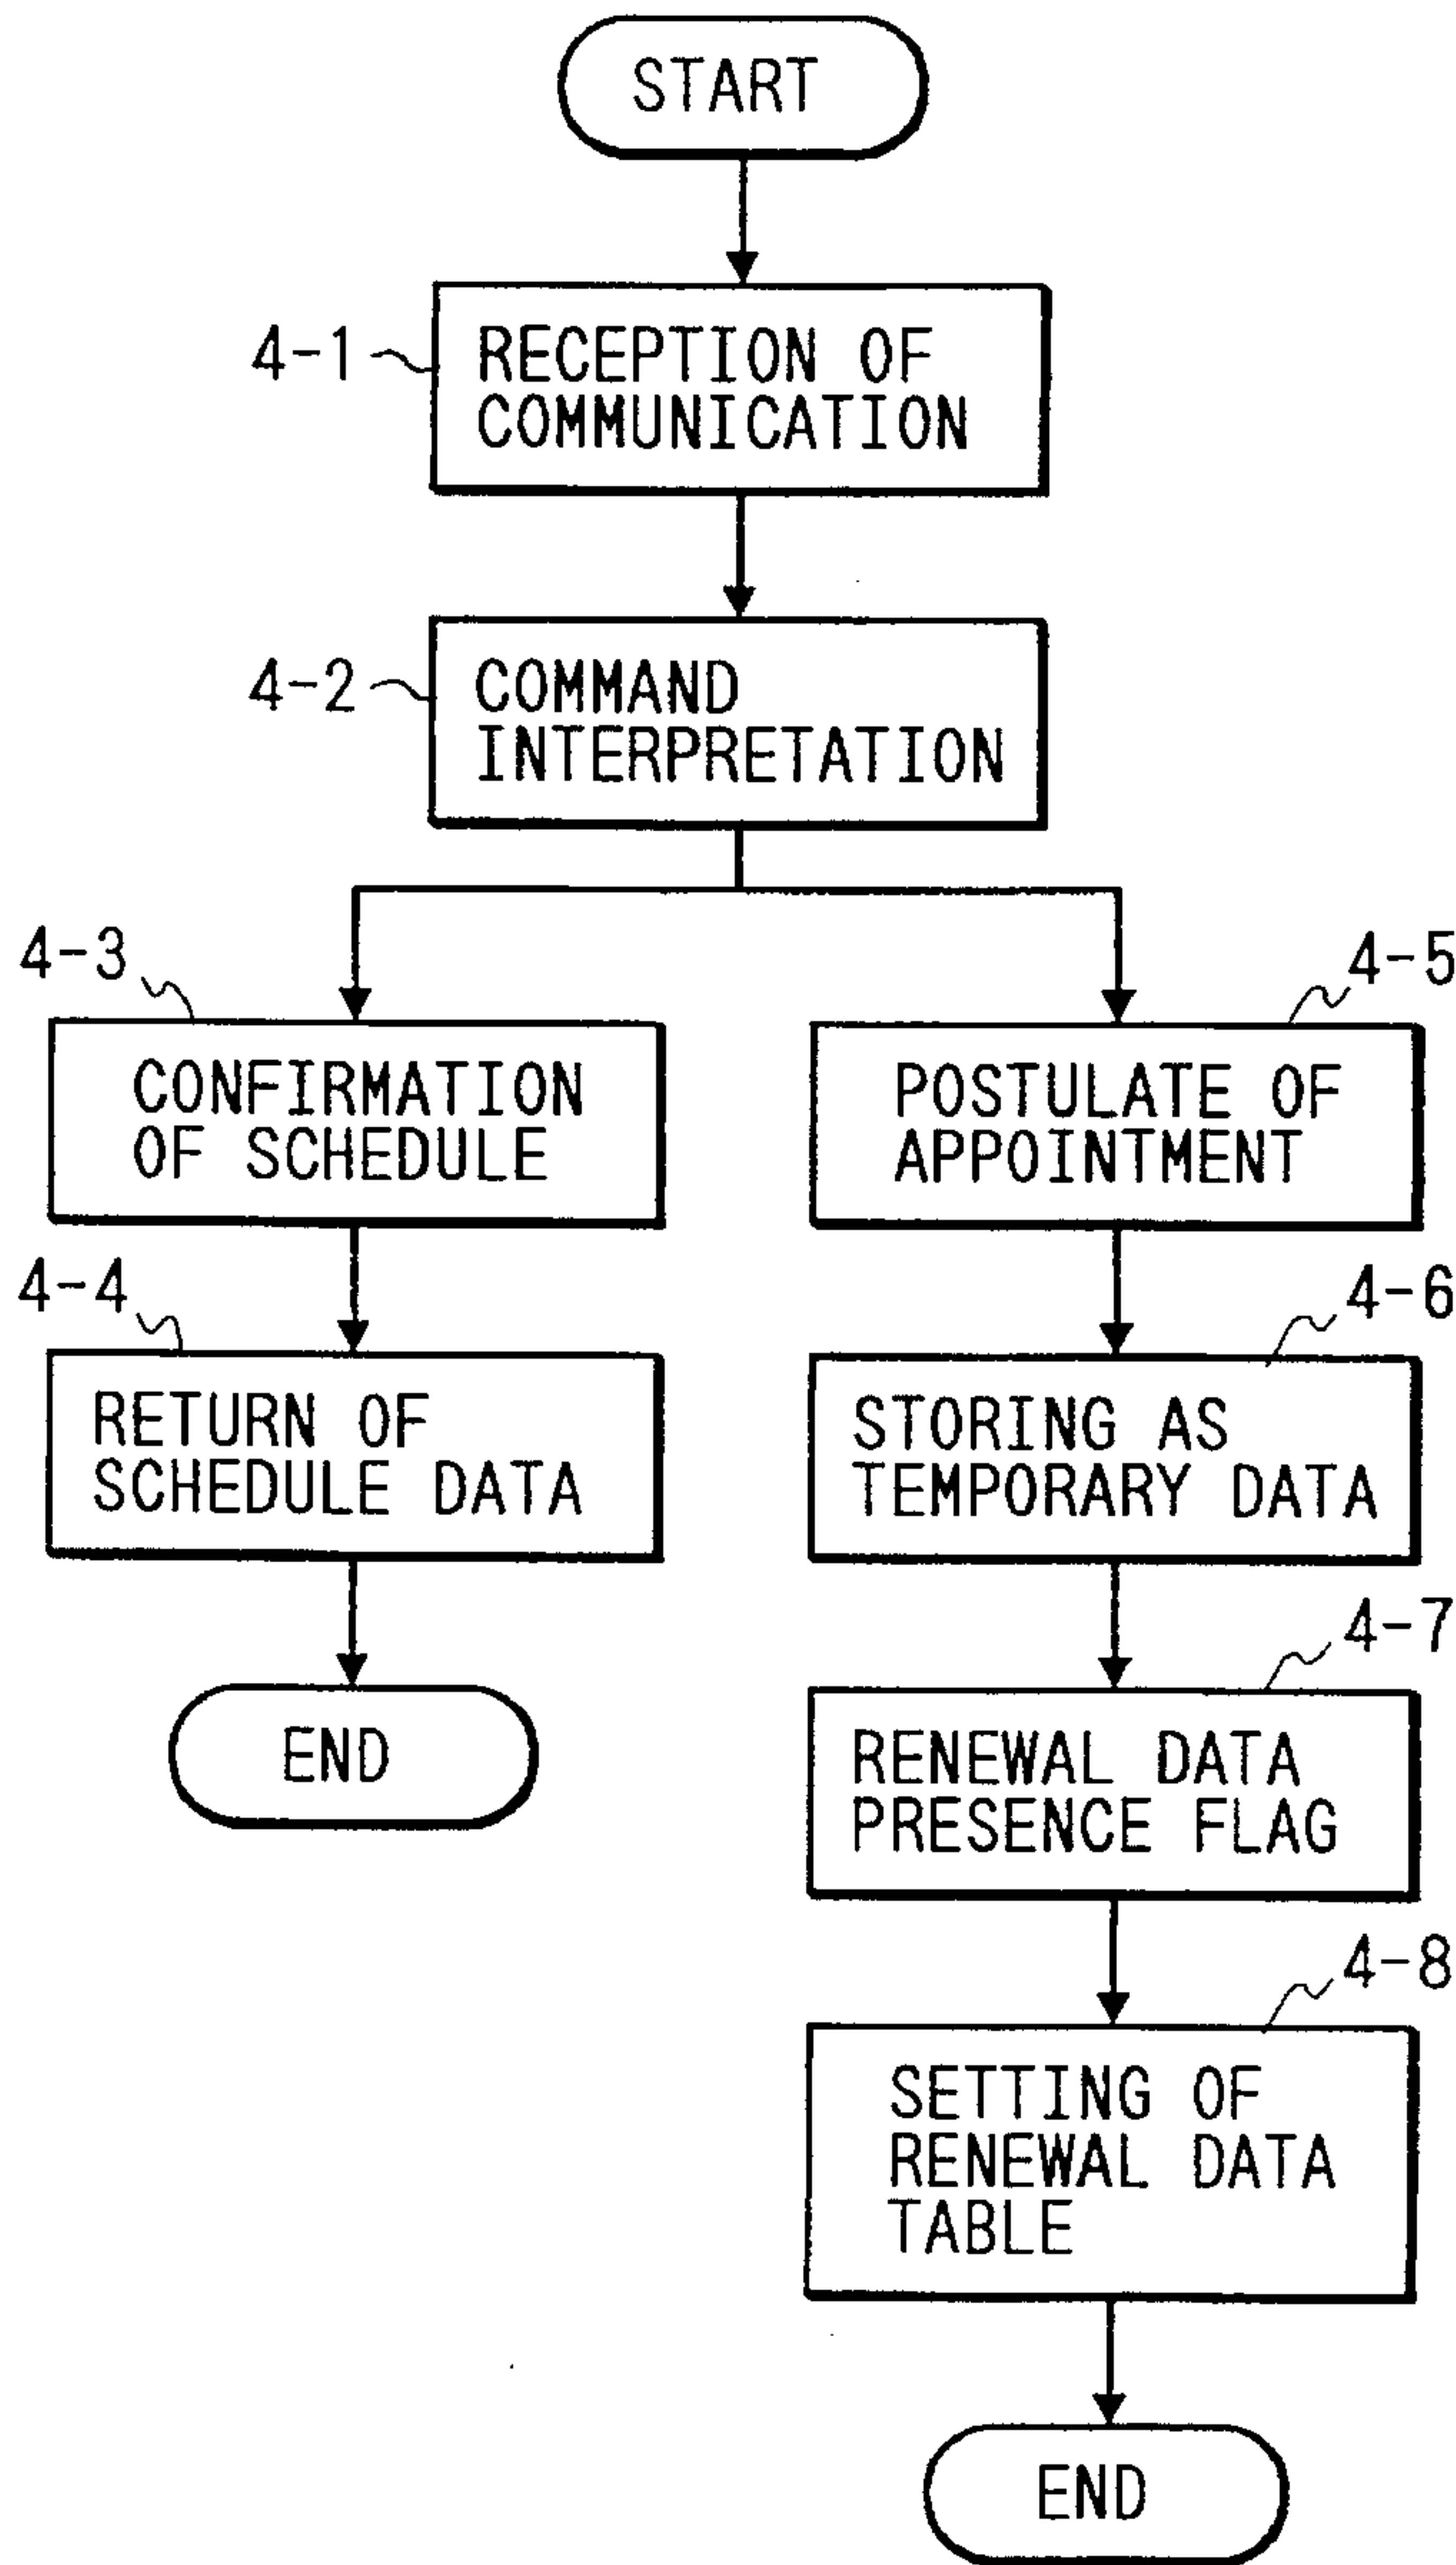 START
4-1
RECEPTION OF
COMMUNICATION
4-2
COMMAND
INTERPRETATION
4-3
CONFIRMATION
OF SCHEDULE
4-4
RETURN OF
SCHEDULE DATA
END
4-5
POSTULATE OF
APPOINTMENT
4-6
STORING AS
TEMPORARY DATA
4-7
RENEWAL DATA
PRESENCE FLAG
4-8
SETTING OF
RENEWAL DATA
TABLE
END